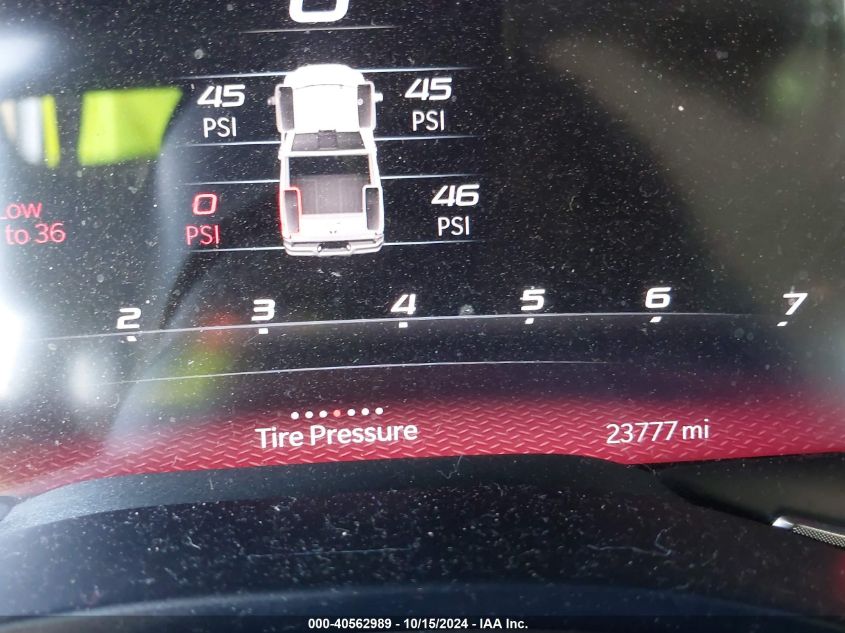 0
45 PSI 45 PSI
Low
to 36
0 PSI 46 PSI
2 3 4 5 6 7
Tire Pressure
23777 mi
000-40562989 - 10/15/2024 - IAA Inc.